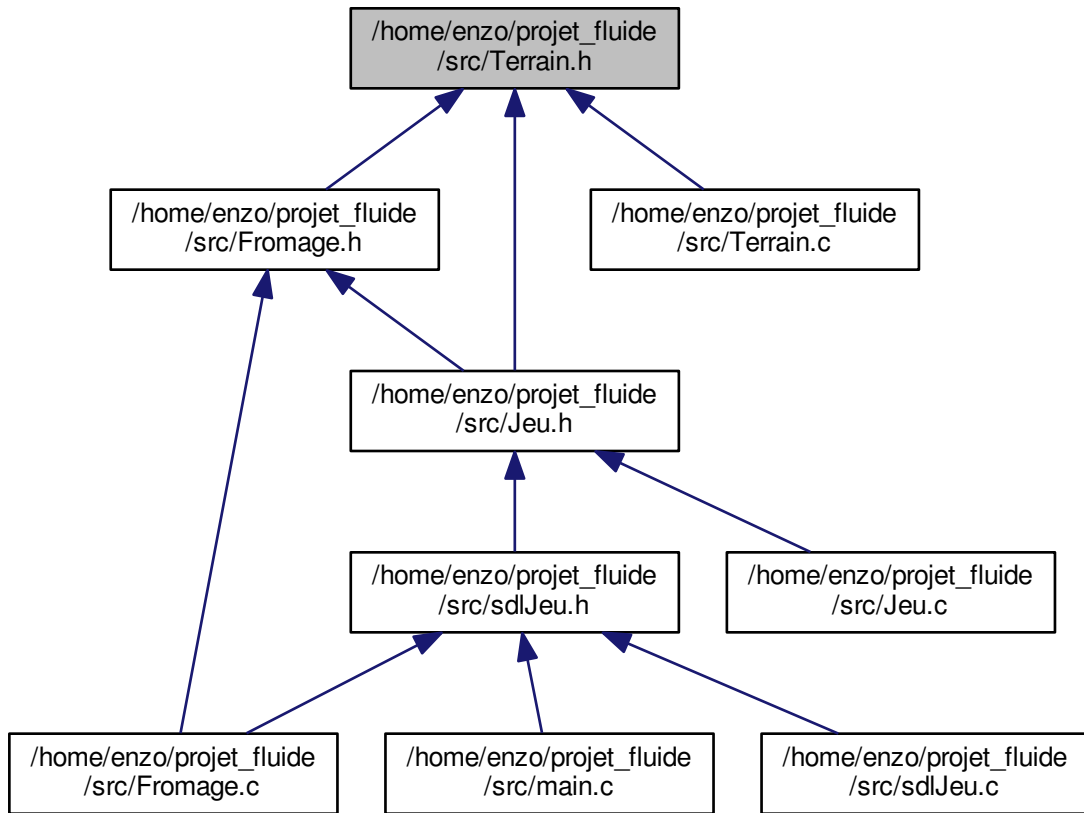 /home/enzo/projet_fluide
/src/Terrain.h
/home/enzo/projet_fluide
/src/Fromage.h
/home/enzo/projet_fluide
/src/Terrain.c
/home/enzo/projet_fluide
/src/Jeu.h
/home/enzo/projet_fluide
/src/sdlJeu.h
/home/enzo/projet_fluide
/src/Jeu.c
/home/enzo/projet_fluide
/src/Fromage.c
/home/enzo/projet_fluide
/src/main.c
/home/enzo/projet_fluide
/src/sdlJeu.c